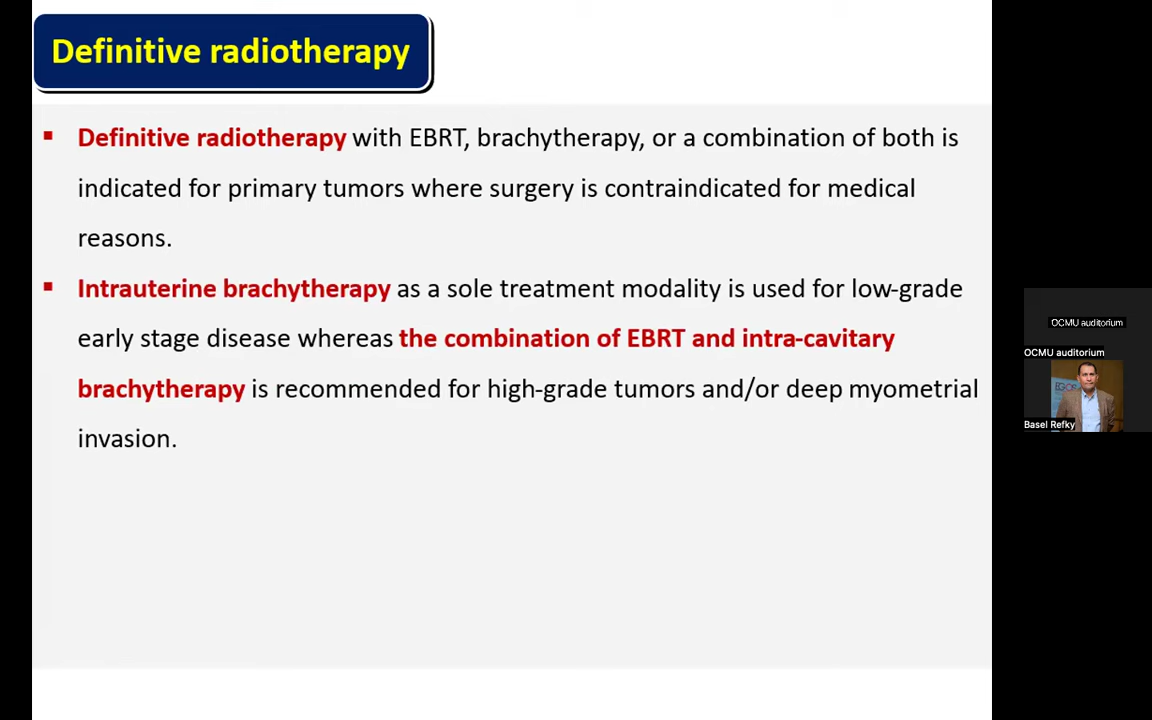 Definitive radiotherapy
▪ Definitive radiotherapy with EBRT, brachytherapy, or a combination of both is
indicated for primary tumors where surgery is contraindicated for medical
reasons.
▪ Intrauterine brachytherapy as a sole treatment modality is used for low-grade
early stage disease whereas the combination of EBRT and intra-cavitary
brachytherapy is recommended for high-grade tumors and/or deep myometrial
invasion.
OCMU auditorium
OCMU auditorium
EGOS
Basel Refky